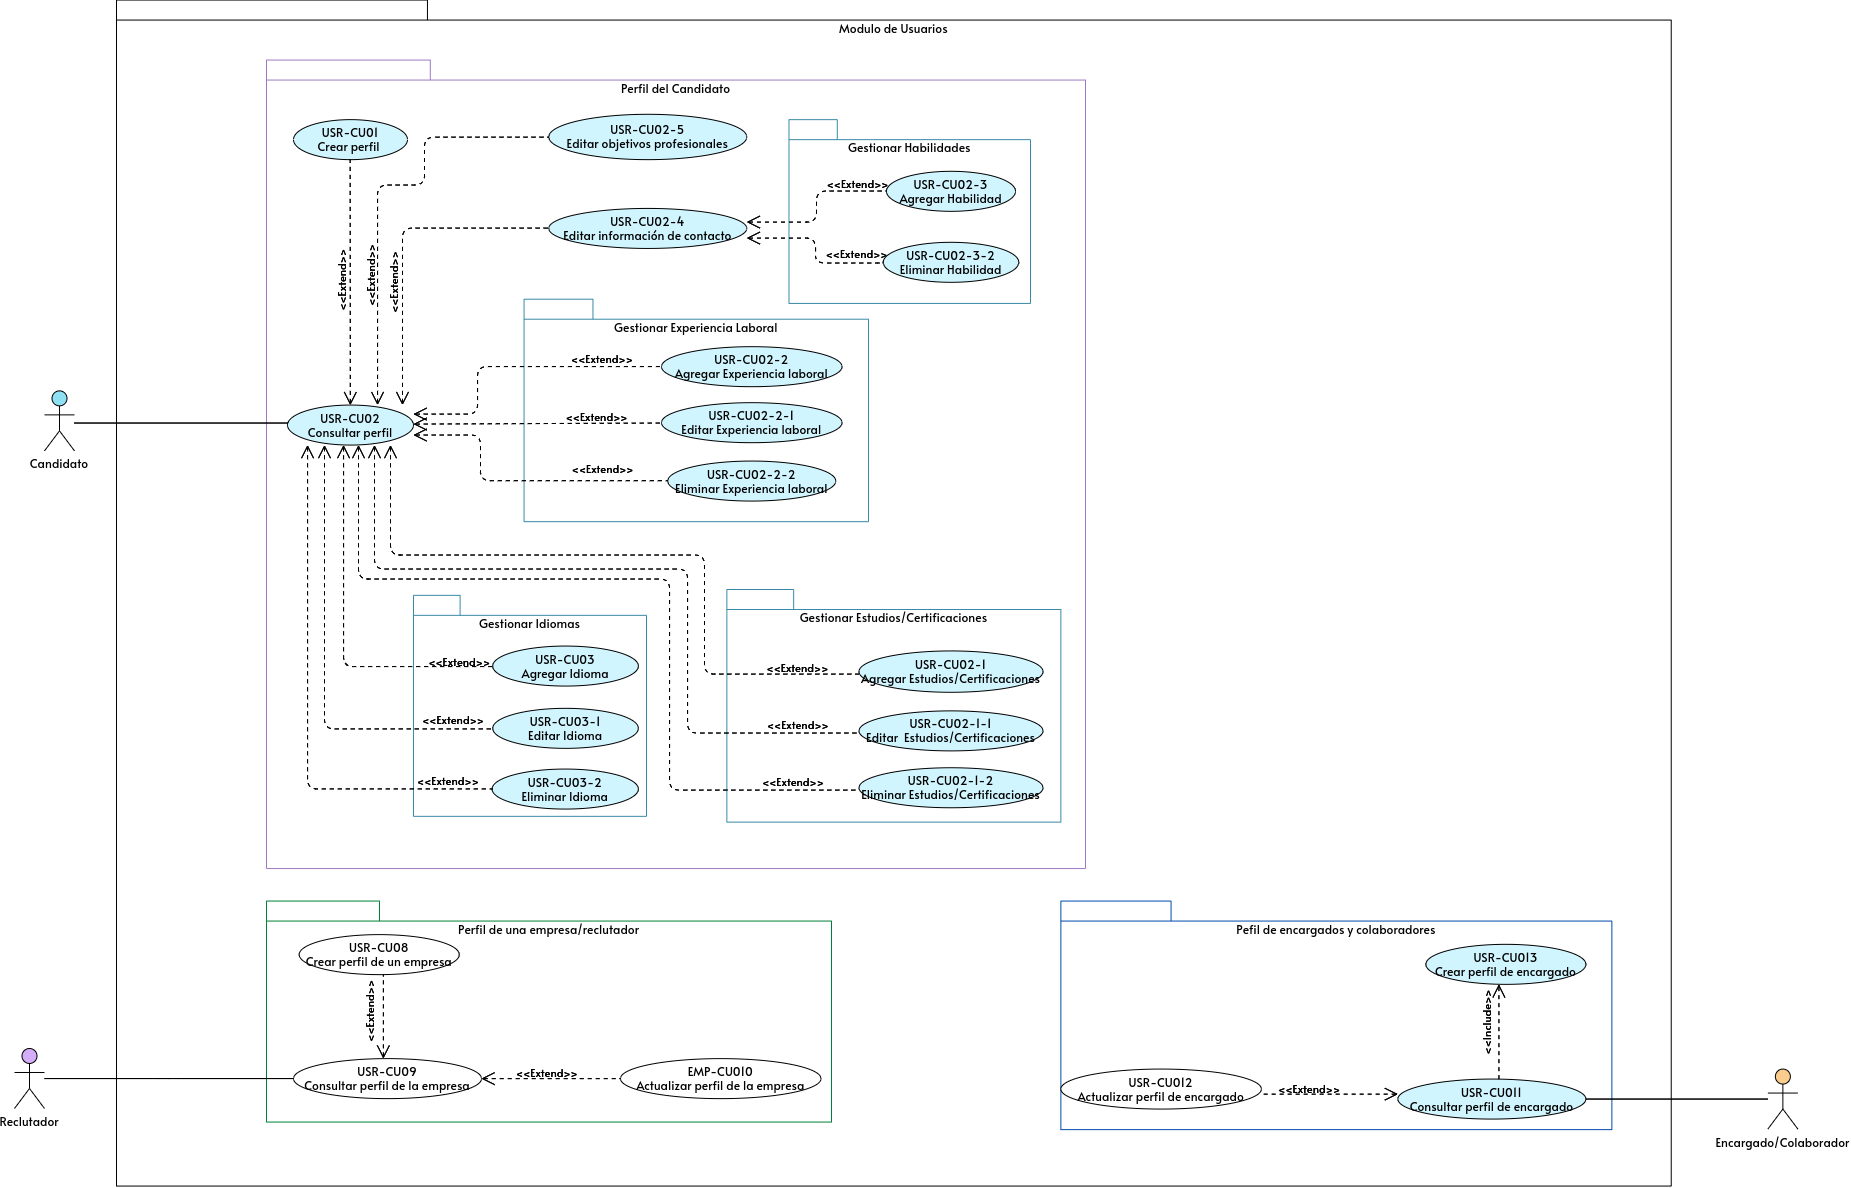 Modulo de Usuarios
Perfil del Candidato
USR-CU01
Crear perfil
USR-CU02-5
Editar objetivos profesionales
Gestionar Habilidades
<<Extend>>
USR-CU02-3
Agregar Habilidad
USR-CU02-4
Editar información de contacto
<<Extend>>
USR-CU02-3-2
Eliminar Habilidad
<<Extend>>
<<Extend>>
<<Extend>>
Gestionar Experiencia Laboral
<<Extend>>
USR-CU02-2
Agregar Experiencia laboral
<<Extend>>
USR-CU02-2-1
Editar Experiencia laboral
<<Extend>>
USR-CU02-2-2
Eliminar Experiencia laboral
USR-CU02
Consultar perfil
Candidato
Gestionar Idiomas
<<Extend>>
USR-CU03
Agregar Idioma
<<Extend>>
USR-CU03-1
Editar Idioma
<<Extend>>
USR-CU03-2
Eliminar Idioma
Gestionar Estudios/Certificaciones
<<Extend>>
USR-CU02-1
Agregar Estudios/Certificaciones
<<Extend>>
USR-CU02-1-1
Editar  Estudios/Certificaciones
<<Extend>>
USR-CU02-1-2
Eliminar Estudios/Certificaciones
Perfil de una empresa/reclutador
USR-CU08
Crear perfil de un empresa
<<Extend>>
USR-CU09
Consultar perfil de la empresa
<<Extend>>
EMP-CU010
Actualizar perfil de la empresa
Reclutador
Pefil de encargados y colaboradores
USR-CU013
Crear perfil de encargado
<<Include>>
USR-CU012
Actualizar perfil de encargado
<<Extend>>
USR-CU011
Consultar perfil de encargado
Encargado/Colaborador